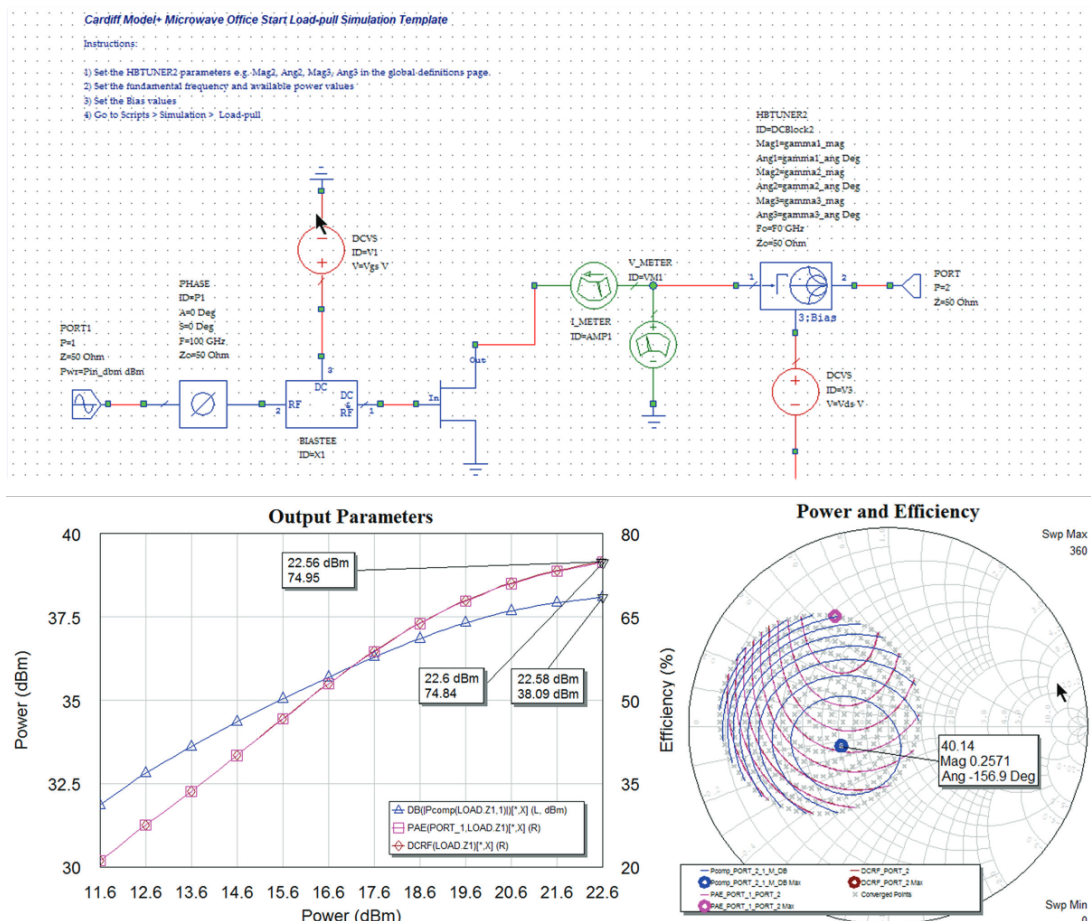 Cardiff Model+ Microwave Office Start Load-pull Simulation Template
Instructions:
1) Set the HBTUNER2 parameters e.g. Mag2, Ang2, Mag3, Ang3 in the global definitions page.
2) Set the fundamental frequency and available power values
3) Set the Bias values
4) Go to Scripts > Simulation > Load-pull
HBTUNER2
ID=DCBlock2
Mag1=gamma1_mag
Ang1=gamma1_ang Deg
Mag2=gamma2_mag
Ang2=gamma2_ang Deg
Mag3=gamma3_mag
Ang3=gamma3_ang Deg
Fo=F0 GHz
Zo=50 Ohm
DCVS
ID=V1
V=Vgs V
PHASE
ID=P1
A=0 Deg
S=0 Deg
F=100 GHz
Zo=50 Ohm
PORT1
P=1
Z=50 Ohm
Pwr=Pin_dbm dBm
V_METER
ID=VM1
I_METER
ID=AMP1
PORT
P=2
Z=50 Ohm
1
2
3:Bias
DCVS
ID=V3
V=Vds V
3
DC
RF
DC
&
RF
2
1
In
Out
BIASTEE
ID=X1
Output Parameters
40
37.5
35
32.5
30
Power (dBm)
80
65
50
35
20
Efficiency (%)
22.56 dBm
74.95
22.6 dBm
74.84
22.58 dBm
38.09 dBm
DB(|Pcomp(LOAD.Z1,1)|)[*,X] (L, dBm)
PAE(PORT_1,LOAD.Z1)[*,X] (R)
DCRF(LOAD.Z1)[*,X] (R)
11.6 12.6 13.6 14.6 15.6 16.6 17.6 18.6 19.6 20.6 21.6 22.6
Power (dBm)
Power and Efficiency
Swp Max
360
40.14
Mag 0.2571
Ang -156.9 Deg
Pcomp_PORT_2_1_M_DB
Pcomp_PORT_2_1_M_DB Max
PAE_PORT_1_PORT_2
PAE_PORT_1_PORT_2 Max
DCRF_PORT_2
DCRF_PORT_2 Max
Converged Points
Swp Min